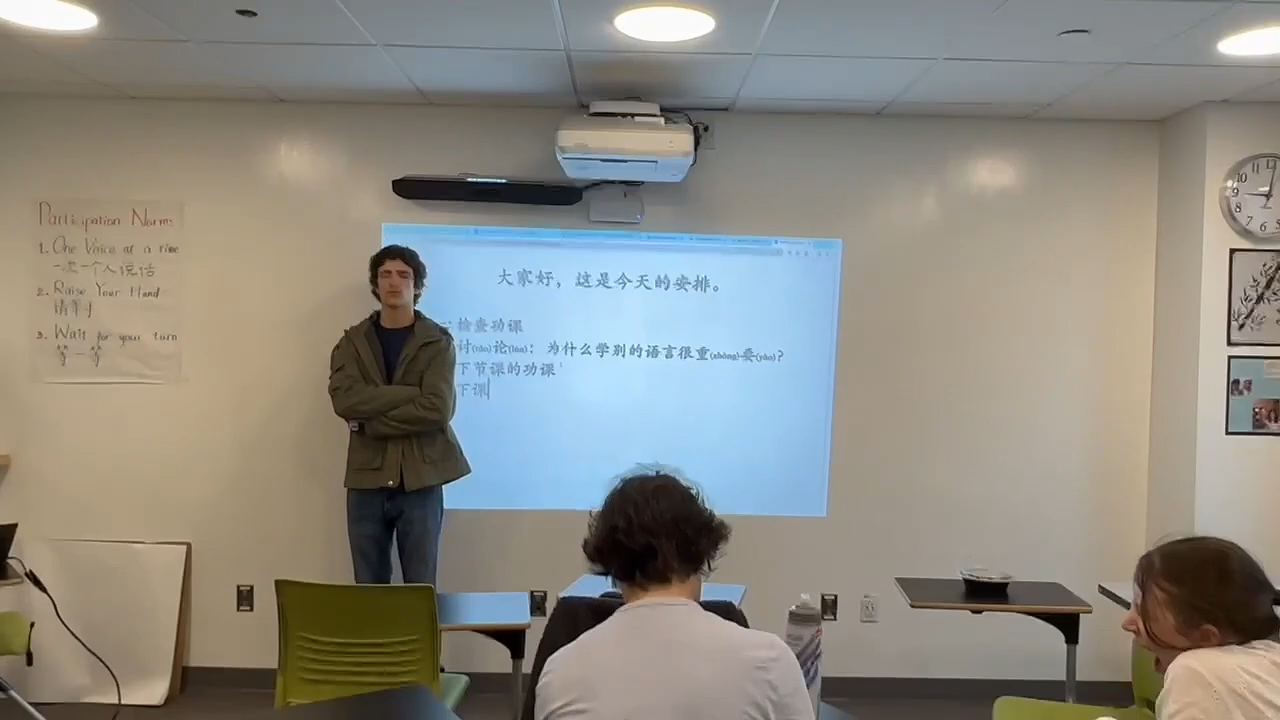 Participation Norms
1. One Voice at a time
一次一个人说话
2. Raise Your Hand
请举手
3. Wait for your turn
大家好，这是今天的安排。
检查功课
讨(tǎo)论(lùn)：为什么学别的语言很重(zhòng)要(yào)？
下节课的功课
下课